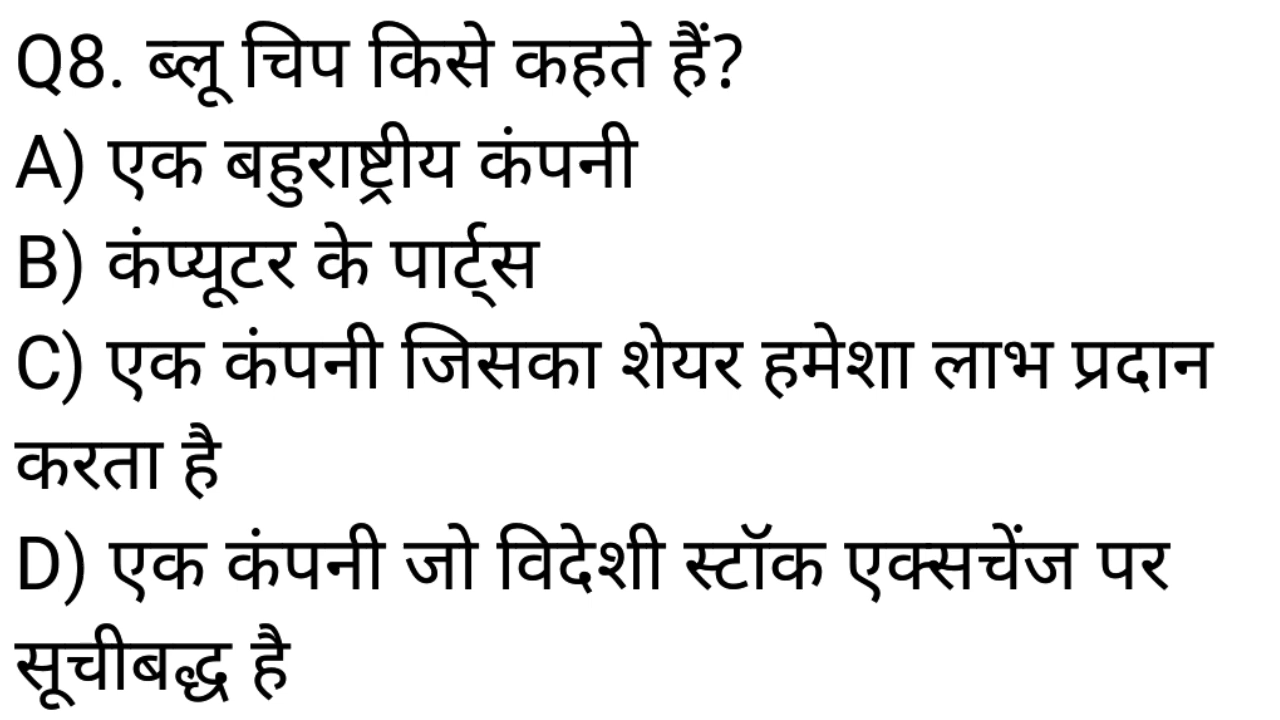 Q8. ब्लू चिप किसे कहते हैं?
A) एक बहुराष्ट्रीय कंपनी
B) कंप्यूटर के पार्ट्स
C) एक कंपनी जिसका शेयर हमेशा लाभ प्रदान
करता है
D) एक कंपनी जो विदेशी स्टॉक एक्सचेंज पर
सूचीबद्ध है